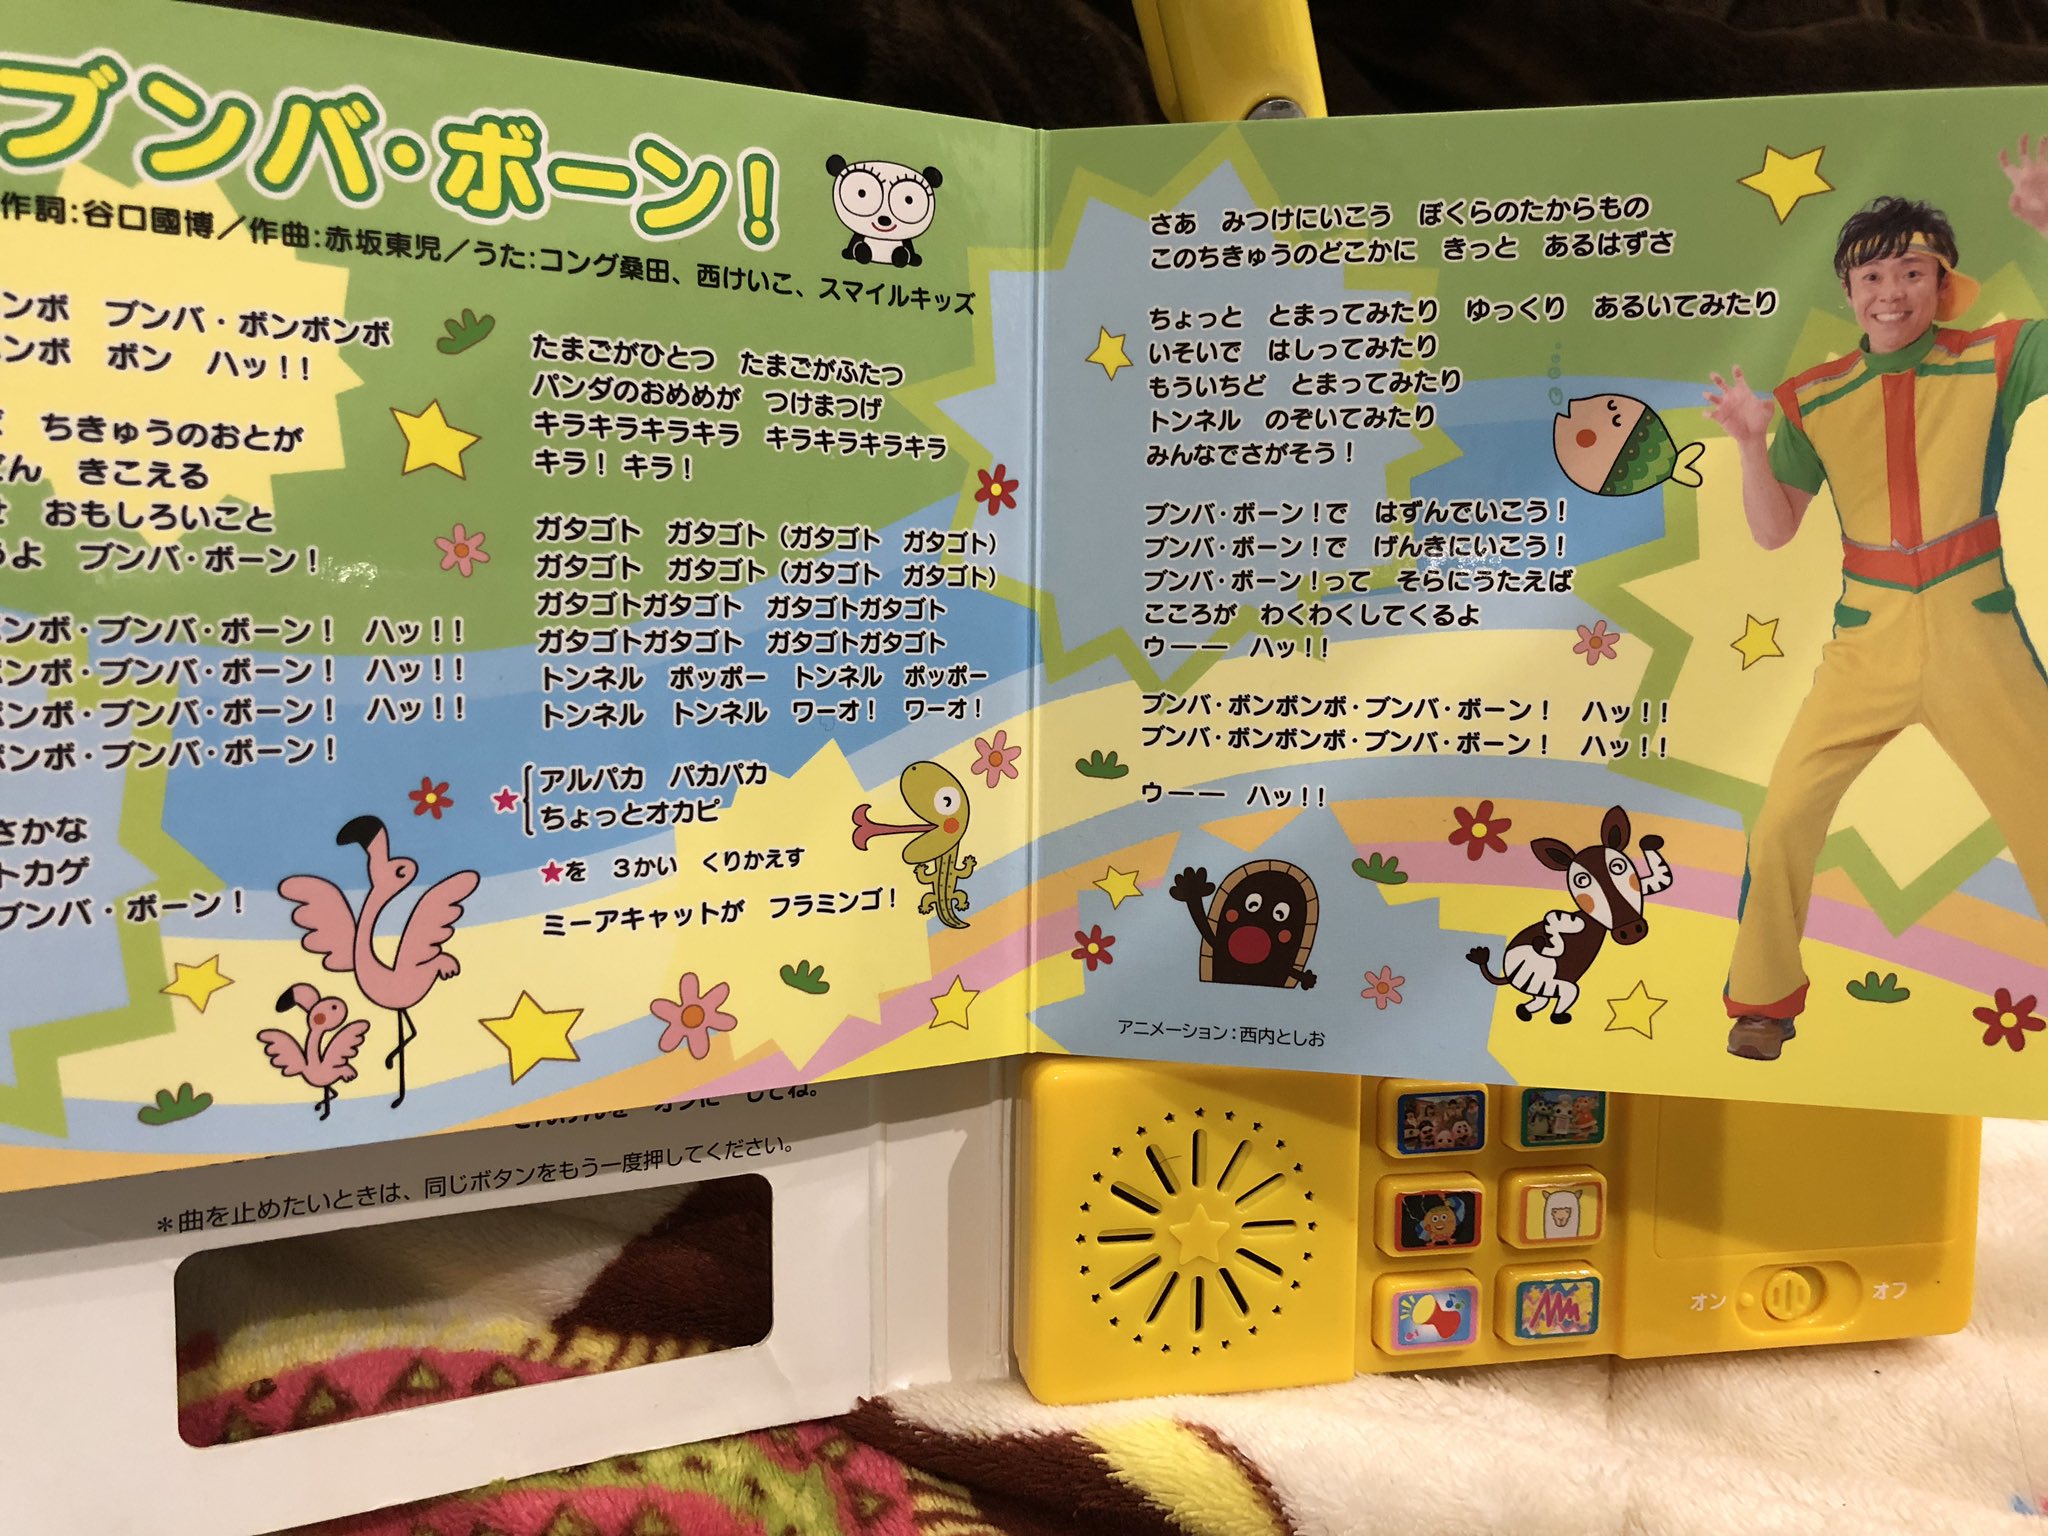 ブンバ・ボーン！
作詞：谷口國博／作曲：赤坂東児／うた：コング桑田、西けいこ、スマイルキッズ
ンボ　ブンバ・ボンボンボ
ンボ　ボン　ハッ！！
ちきゅうのおとが
きこえる
おもしろいこと
るよ　ブンバ・ボーン！
ボンボ・ブンバ・ボーン！　ハッ！！
ボンボ・ブンバ・ボーン！　ハッ！！
ボンボ・ブンバ・ボーン！　ハッ！！
ボンボ・ブンバ・ボーン！
さかな
トカゲ
ブンバ・ボーン！
たまごがひとつ　たまごがふたつ
パンダのおめめが　つけまつげ
キラキラキラキラ　キラキラキラキラ
キラ！キラ！
ガタゴト　ガタゴト（ガタゴト　ガタゴト）
ガタゴト　ガタゴト（ガタゴト　ガタゴト）
ガタゴトガタゴト　ガタゴトガタゴト
ガタゴトガタゴト　ガタゴトガタゴト
トンネル　ポッポー　トンネル　ポッポー
トンネル　トンネル　ワーオ！　ワーオ！
★アルパカ　パカパカ
ちょっとオカピ
★を　3かい　くりかえす
ミーアキャットが　フラミンゴ！
さあ　みつけにいこう　ぼくらのたからもの
このちきゅうのどこかに　きっと　あるはずさ
ちょっと　とまってみたり　ゆっくり　あるいてみたり
いそいで　はしってみたり
もういちど　とまってみたり
トンネル　のぞいてみたり
みんなでさがそう！
ブンバ・ボーン！で　はずんでいこう！
ブンバ・ボーン！で　げんきにいこう！
ブンバ・ボーン！って　そらにうたえば
こころが　わくわくしてくるよ
ウーー　ハッ！！
ブンバ・ボンボンボ・ブンバ・ボーン！　ハッ！！
ブンバ・ボンボンボ・ブンバ・ボーン！　ハッ！！
ウーー　ハッ！！
アニメーション：西内としお
＊曲を止めたいときは、同じボタンをもう一度押してください。
オン
オフ